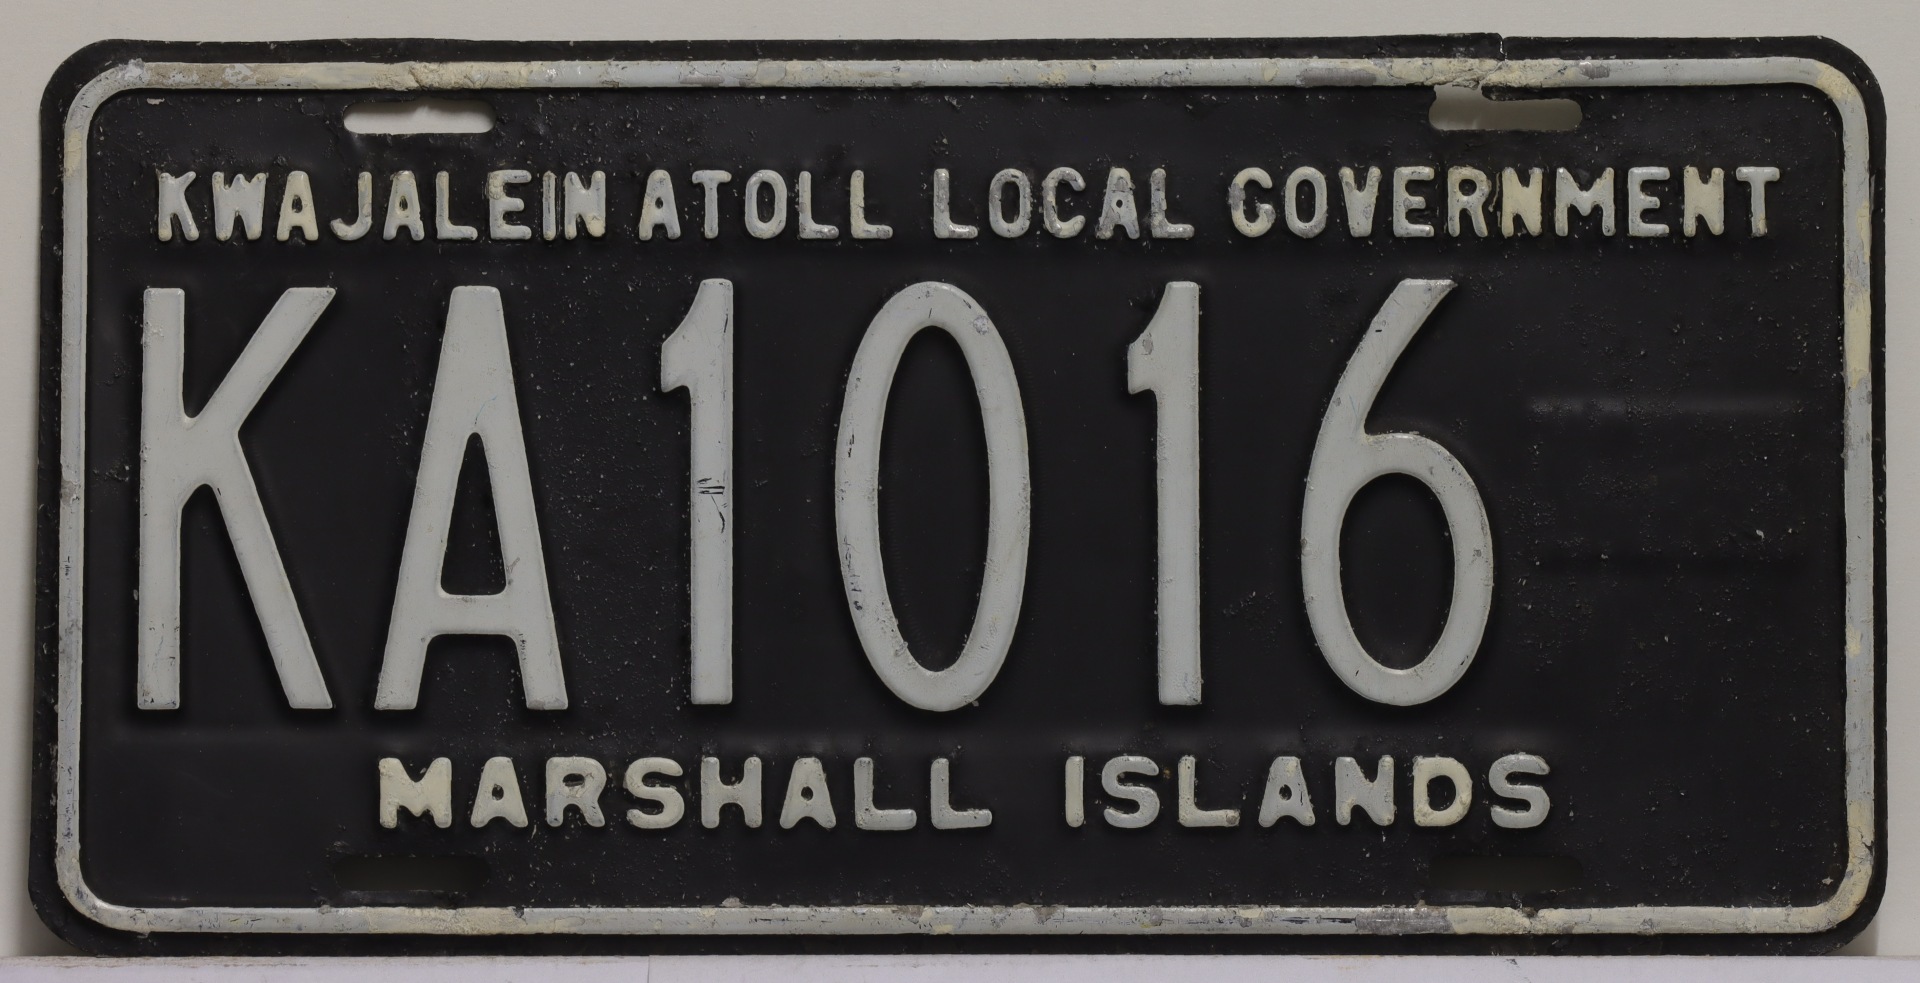 KWAJALEIN ATOLL LOCAL GOVERNMENT
KA1016
MARSHALL ISLANDS